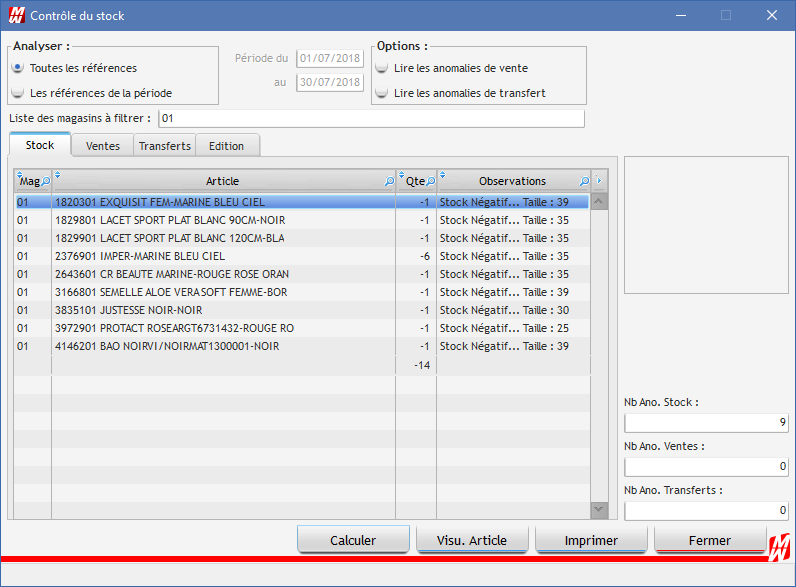 Contrôle du stock
Analyser :
Toutes les références
Les références de la période
Période du 01/07/2018
au 30/07/2018
Options :
Lire les anomalies de vente
Lire les anomalies de transfert
Liste des magasins à filtrer : 01
Stock Ventes Transferts Edition
Mag Article Qte Observations
01 1820301 EXQUISIT FEM-MARINE BLEU CIEL -1 Stock Négatif... Taille : 39
01 1829801 LACET SPORT PLAT BLANC 90CM-NOIR -1 Stock Négatif... Taille : 35
01 1829901 LACET SPORT PLAT BLANC 120CM-BLA -1 Stock Négatif... Taille : 35
01 2376901 IMPER-MARINE BLEU CIEL -6 Stock Négatif... Taille : 35
01 2643601 CR BEAUTE MARINE-ROUGE ROSE ORAN -1 Stock Négatif... Taille : 35
01 3166801 SEMELLE ALOE VERA SOFT FEMME-BOR -1 Stock Négatif... Taille : 39
01 3835101 JUSTESSE NOIR-NOIR -1 Stock Négatif... Taille : 30
01 3972901 PROTACT ROSEARGT6731432-ROUGE RO -1 Stock Négatif... Taille : 25
01 4146201 BAO NOIRVI/NOIRMAT1300001-NOIR -1 Stock Négatif... Taille : 39
-14
Nb Ano. Stock :
9
Nb Ano. Ventes :
0
Nb Ano. Transferts :
0
Calculer Visu. Article Imprimer Fermer